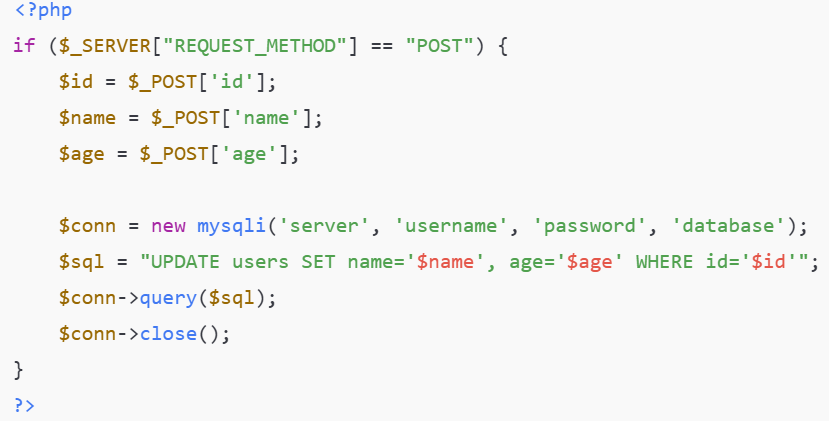 <?php
if ($_SERVER["REQUEST_METHOD"] == "POST") {
    $id = $_POST['id'];
    $name = $_POST['name'];
    $age = $_POST['age'];

    $conn = new mysqli('server', 'username', 'password', 'database');
    $sql = "UPDATE users SET name='$name', age='$age' WHERE id='$id'";
    $conn->query($sql);
    $conn->close();
}
?>